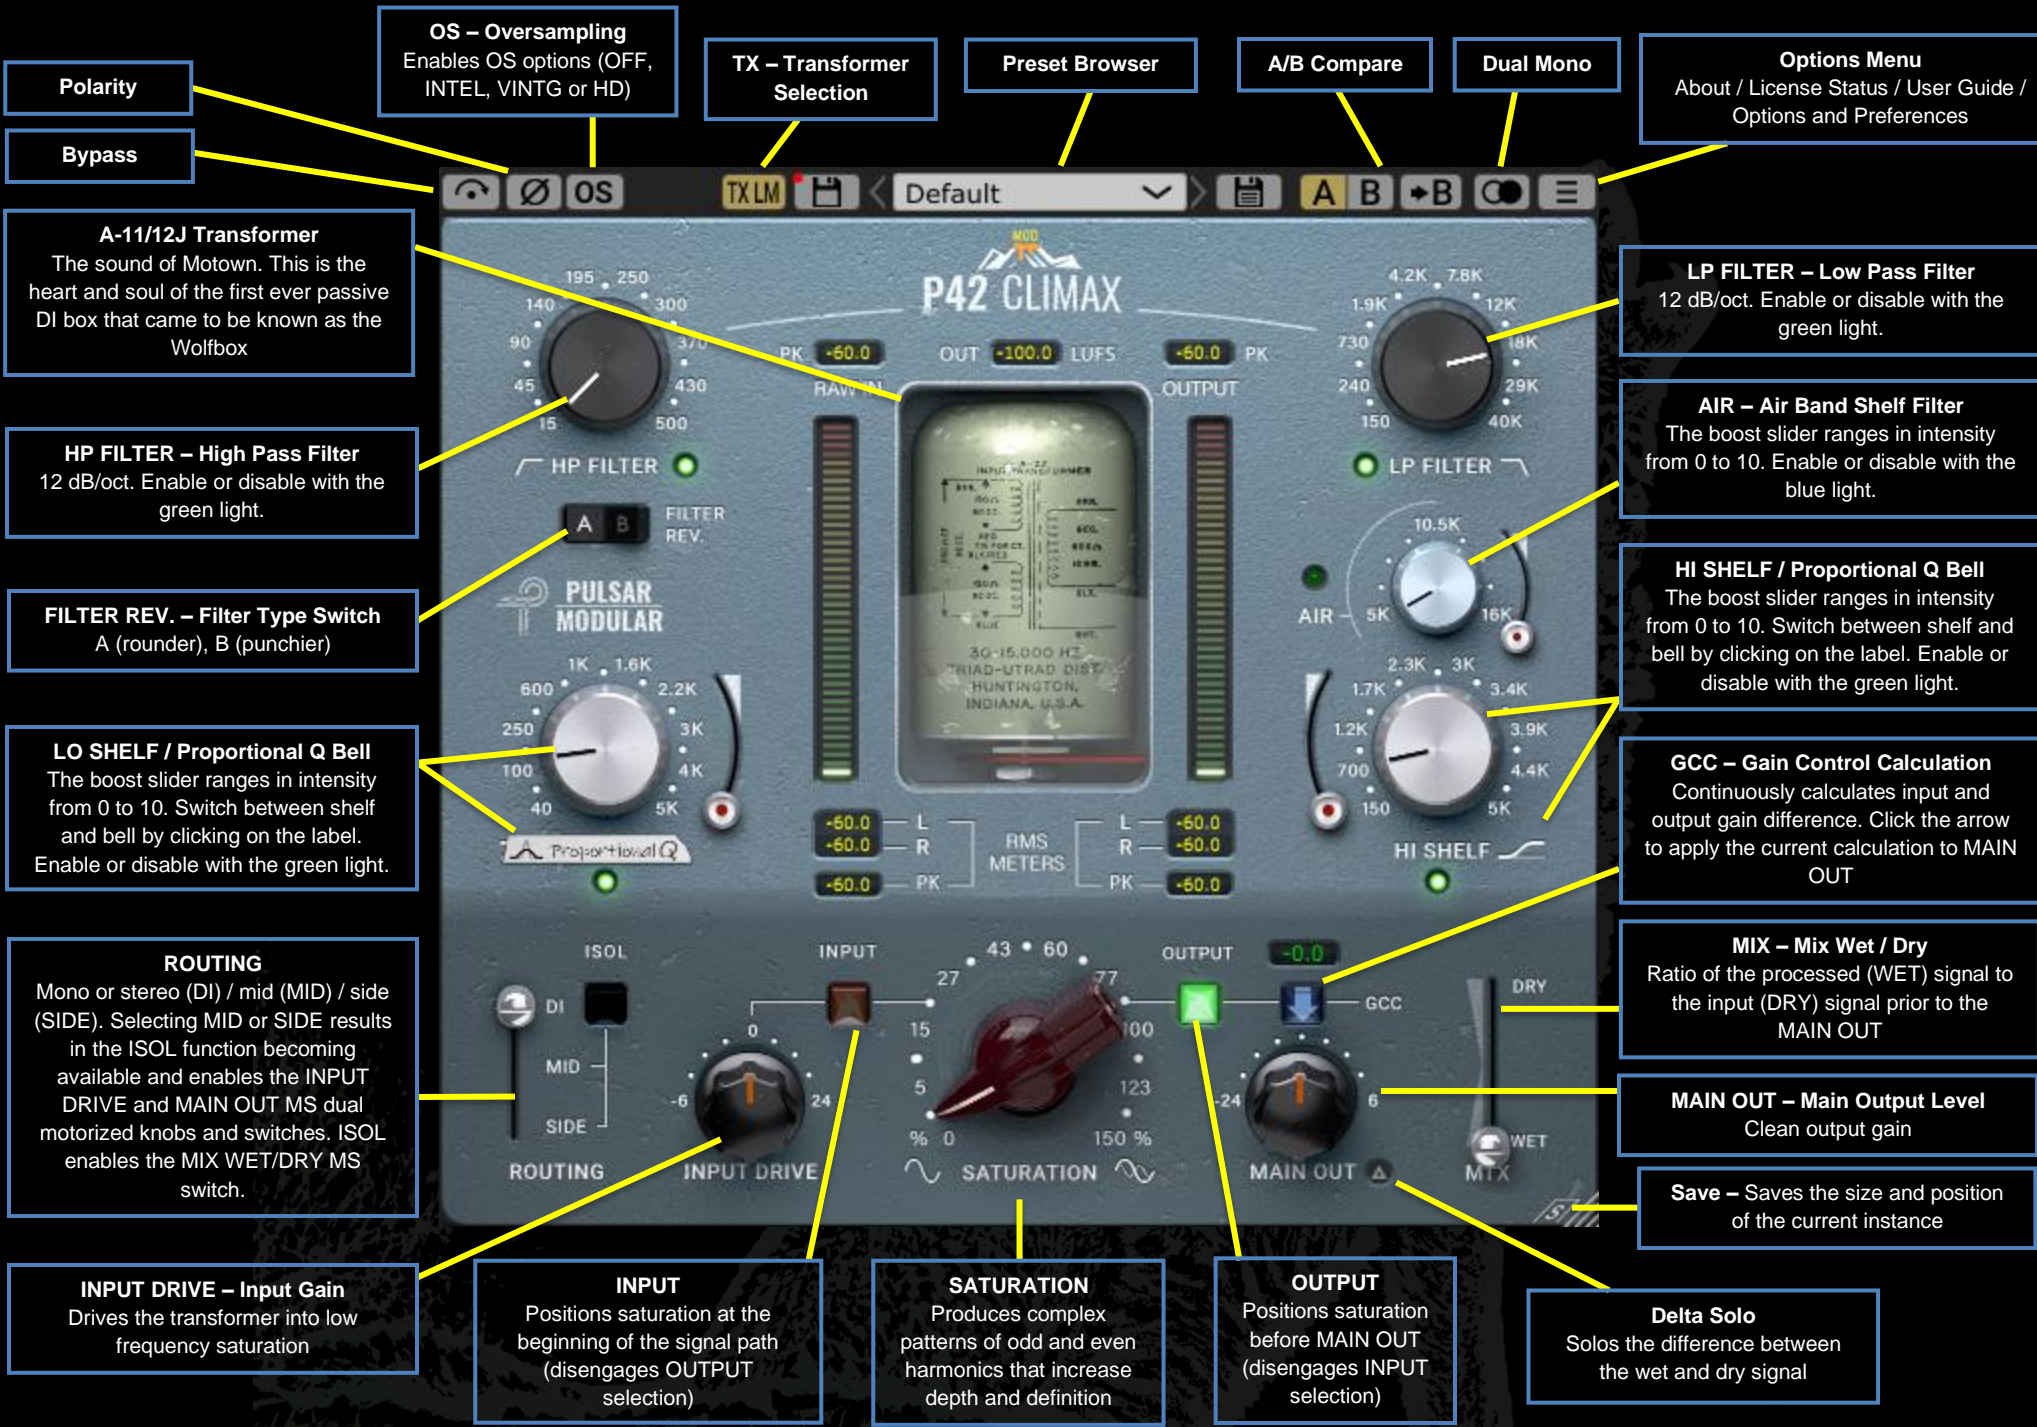 OS – Oversampling
Enables OS options (OFF,
INTEL, VINTG or HD)
TX – Transformer
Selection
Preset Browser
A/B Compare
Dual Mono
Options Menu
About / License Status / User Guide /
Options and Preferences
Polarity
Bypass
OS
TX LM
Default
A
B
B
A-11/12J Transformer
The sound of Motown. This is the
heart and soul of the first ever passive
DI box that came to be known as the
Wolfbox
HP FILTER – High Pass Filter
12 dB/oct. Enable or disable with the
green light.
FILTER REV. – Filter Type Switch
A (rounder), B (punchier)
LO SHELF / Proportional Q Bell
The boost slider ranges in intensity
from 0 to 10. Switch between shelf
and bell by clicking on the label.
Enable or disable with the green light.
ROUTING
Mono or stereo (DI) / mid (MID) / side
(SIDE). Selecting MID or SIDE results
in the ISOL function becoming
available and enables the INPUT
DRIVE and MAIN OUT MS dual
motorized knobs and switches. ISOL
enables the MIX WET/DRY MS
switch.
INPUT DRIVE – Input Gain
Drives the transformer into low
frequency saturation
MOD
P42 CLIMAX
195 250
140 300
90 370
45 430
15 500
HP FILTER
A B
FILTER
REV.
PULSAR
MODULAR
1K 1.6K
600 2.2K
250 3K
100 4K
40 5K
Proportional Q
PK -60.0
OUT -100.0 LUFS
-60.0 PK
RAW IN
OUTPUT
INPUT TRANSFORMER
30-15,000 HZ
TRIAD-UTRAD DIST.
HUNTINGTON,
INDIANA, U.S.A.
-60.0 L
-60.0 R
-60.0 PK
RMS
METERS
L -60.0
R -60.0
PK -60.0
4.2K 7.8K
1.9K 12K
730 18K
240 29K
150 40K
LP FILTER
10.5K
AIR
5K 16K
2.3K 3K
1.7K 3.4K
1.2K 3.9K
700 4.4K
150 5K
HI SHELF
ISOL
DI
MID
SIDE
ROUTING
INPUT
0
-6 24
INPUT DRIVE
43 60
27 77
15 100
5 123
% 0 150 %
SATURATION
OUTPUT
-0.0
GCC
-24 6
MAIN OUT
DRY
WET
MIX
S
LP FILTER – Low Pass Filter
12 dB/oct. Enable or disable with the
green light.
AIR – Air Band Shelf Filter
The boost slider ranges in intensity
from 0 to 10. Enable or disable with the
blue light.
HI SHELF / Proportional Q Bell
The boost slider ranges in intensity
from 0 to 10. Switch between shelf and
bell by clicking on the label. Enable or
disable with the green light.
GCC – Gain Control Calculation
Continuously calculates input and
output gain difference. Click the arrow
to apply the current calculation to MAIN
OUT
MIX – Mix Wet / Dry
Ratio of the processed (WET) signal to
the input (DRY) signal prior to the
MAIN OUT
MAIN OUT – Main Output Level
Clean output gain
Save – Saves the size and position
of the current instance
INPUT
Positions saturation at the
beginning of the signal path
(disengages OUTPUT
selection)
SATURATION
Produces complex
patterns of odd and even
harmonics that increase
depth and definition
OUTPUT
Positions saturation
before MAIN OUT
(disengages INPUT
selection)
Delta Solo
Solos the difference between
the wet and dry signal